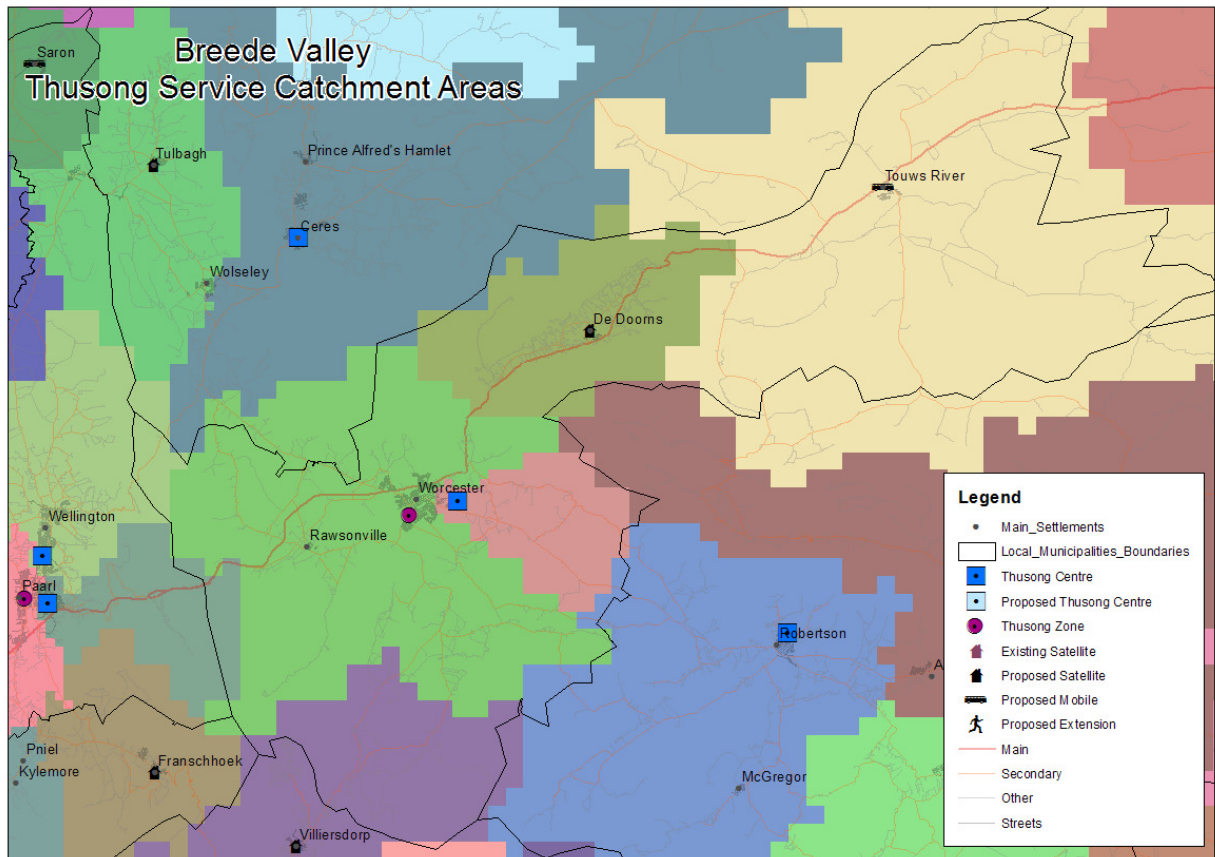 Breede Valley
Thusong Service Catchment Areas
Saron
Tulbagh
Prince Alfred's Hamlet
Touws River
Ceres
Wolseley
De Doorns
Worcester
Wellington
Rawsonville
Paarl
Robertson
A
Pniel
Kylemore
Franschhoek
McGregor
Villiersdorp
Legend
Main_Settlements
Local_Municipalities_Boundaries
Thusong Centre
Proposed Thusong Centre
Thusong Zone
Existing Satellite
Proposed Satellite
Proposed Mobile
Proposed Extension
Main
Secondary
Other
Streets